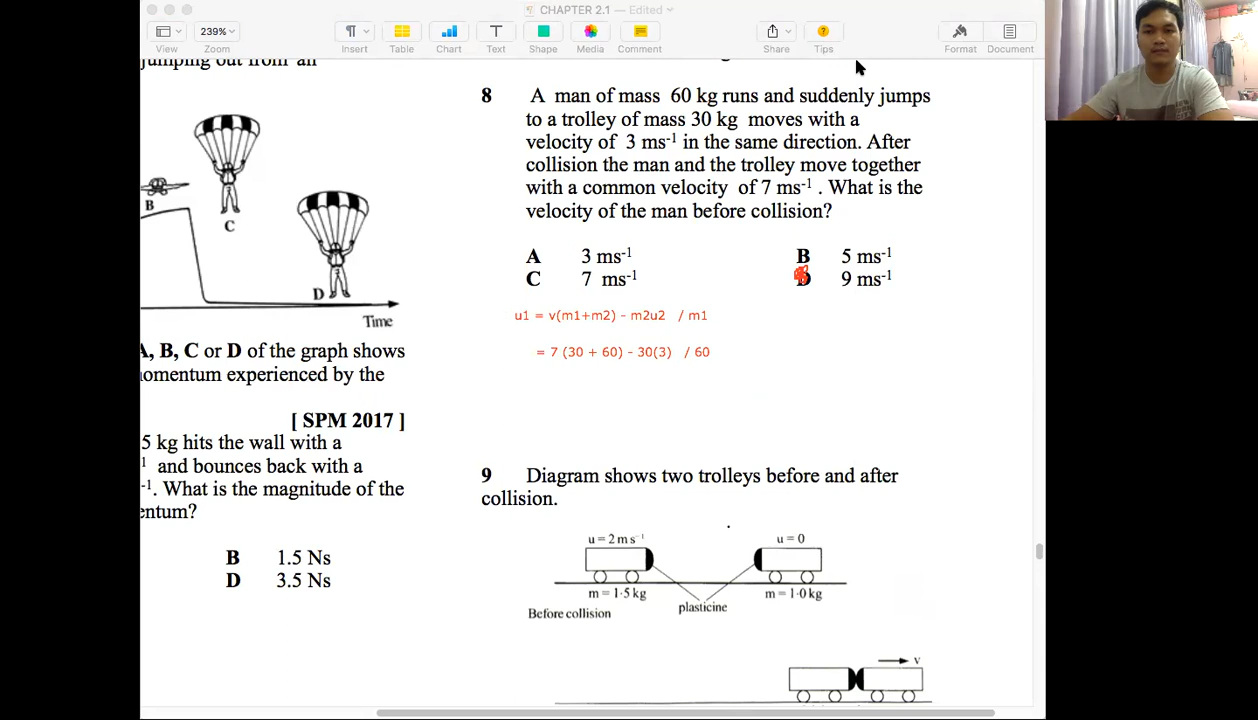 CHAPTER 2.1 — Edited
239%
View
Zoom
Insert
Table
Chart
Text
Shape
Media
Comment
Share
Tips
Format
Document
jumping out from an
B
C
D
Time
A, B, C or D of the graph shows
omentum experienced by the
[ SPM 2017 ]
5 kg hits the wall with a
1 and bounces back with a
-1. What is the magnitude of the
entum?
B 1.5 Ns
D 3.5 Ns
8 A man of mass 60 kg runs and suddenly jumps
to a trolley of mass 30 kg moves with a
velocity of 3 ms-1 in the same direction. After
collision the man and the trolley move together
with a common velocity of 7 ms-1 . What is the
velocity of the man before collision?
A 3 ms-1 B 5 ms-1
C 7 ms-1 D 9 ms-1
u1 = v(m1+m2) - m2u2 / m1
= 7 (30 + 60) - 30(3) / 60
9 Diagram shows two trolleys before and after
collision.
u = 2 m s-1 u = 0
m = 1·5 kg plasticine m = 1·0 kg
Before collision
v